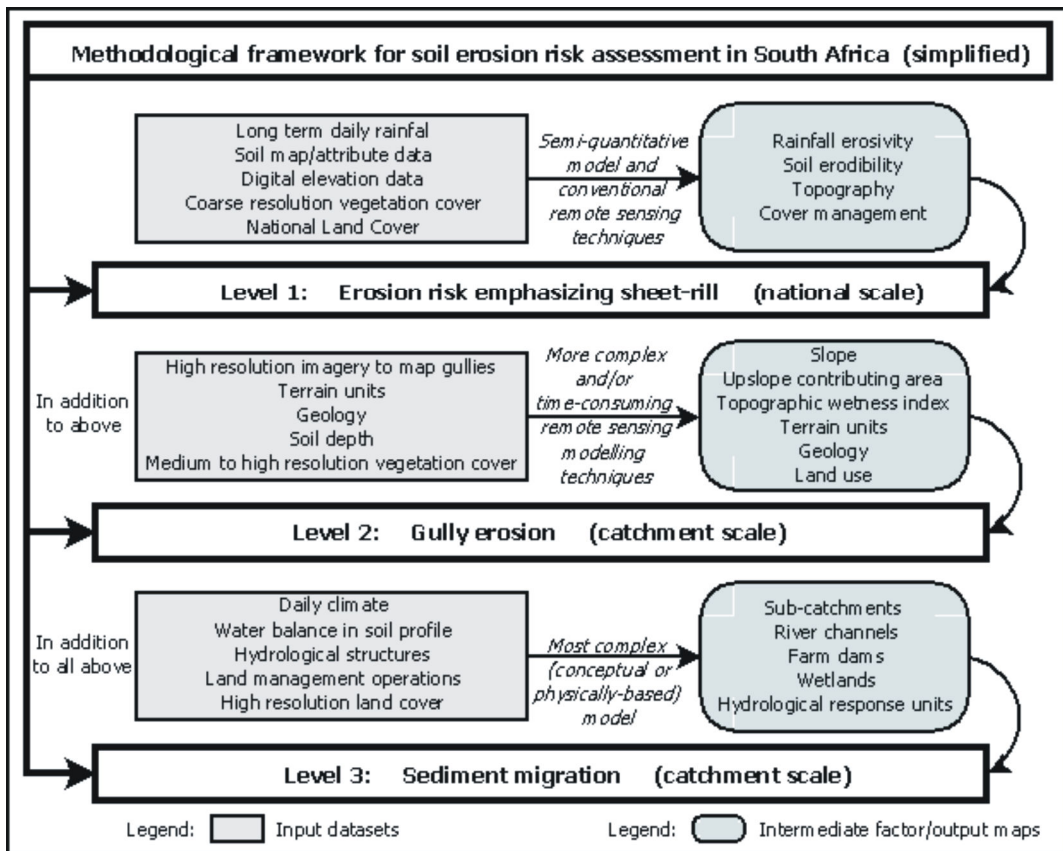 Methodological framework for soil erosion risk assessment in South Africa (simplified)
Long term daily rainfal
Soil map/attribute data
Digital elevation data
Coarse resolution vegetation cover
National Land Cover
Semi-quantitative
model and
conventional
remote sensing
techniques
Rainfall erosivity
Soil erodibility
Topography
Cover management
Level 1: Erosion risk emphasizing sheet-rill (national scale)
In addition
to above
High resolution imagery to map gullies
Terrain units
Geology
Soil depth
Medium to high resolution vegetation cover
More complex
and/or
time-consuming
remote sensing
modelling
techniques
Slope
Upslope contributing area
Topographic wetness index
Terrain units
Geology
Land use
Level 2: Gully erosion (catchment scale)
In addition
to all above
Daily climate
Water balance in soil profile
Hydrological structures
Land management operations
High resolution land cover
Most complex
(conceptual or
physically-based)
model
Sub-catchments
River channels
Farm dams
Wetlands
Hydrological response units
Level 3: Sediment migration (catchment scale)
Legend: Input datasets
Legend: Intermediate factor/output maps